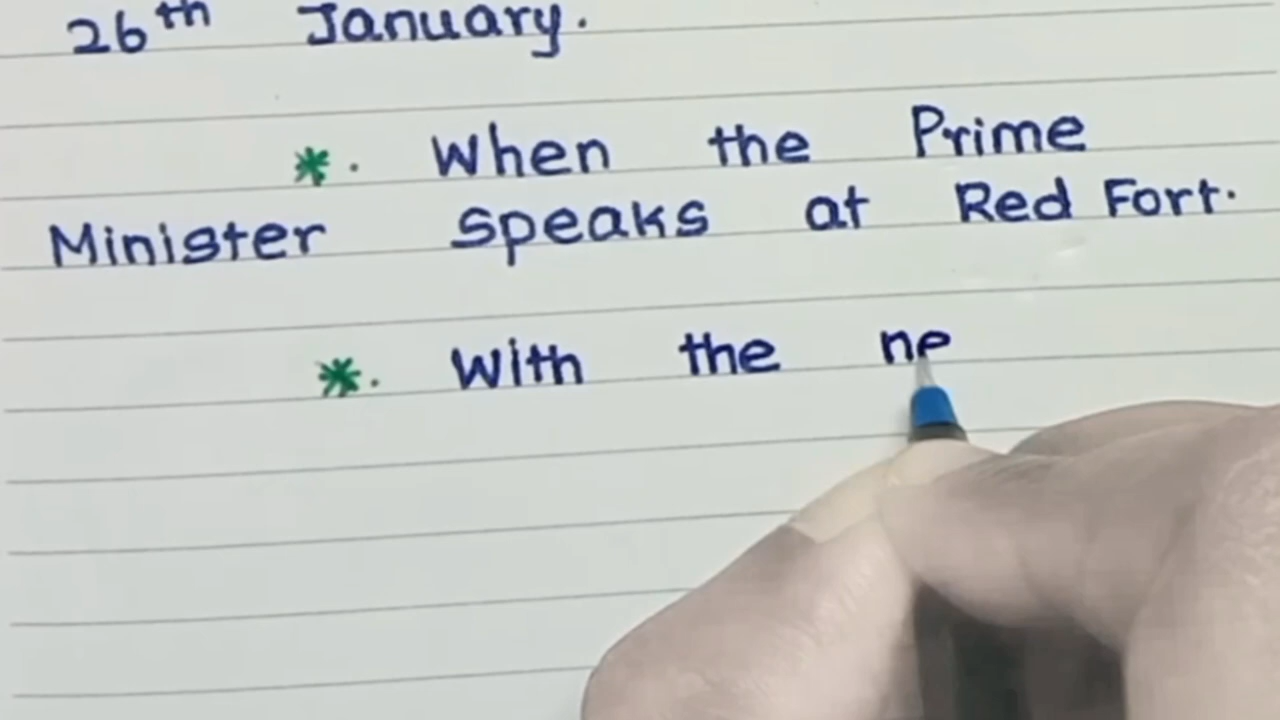 26th January.
*. When the Prime
Minister speaks at Red Fort.
*. With the ne